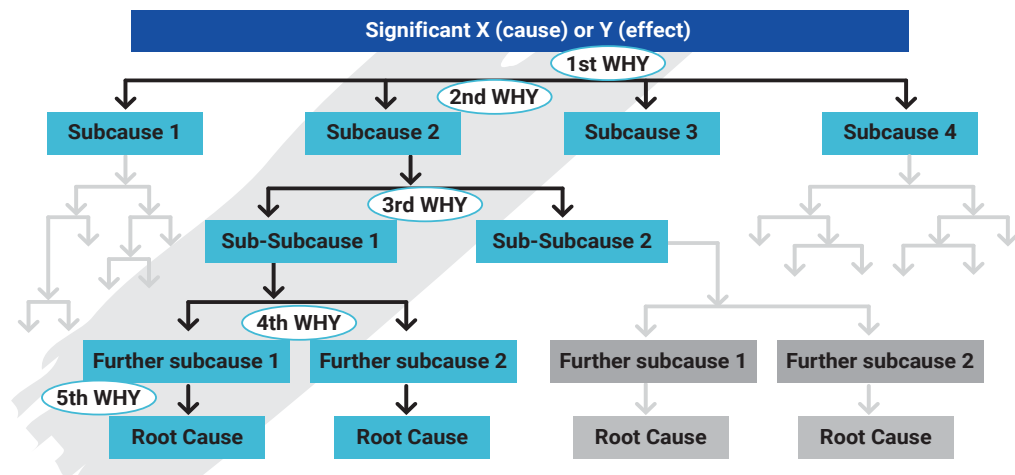 Significant X (cause) or Y (effect)
1st WHY
2nd WHY
Subcause 1
Subcause 2
Subcause 3
Subcause 4
3rd WHY
Sub-Subcause 1
Sub-Subcause 2
4th WHY
Further subcause 1
Further subcause 2
Further subcause 1
Further subcause 2
5th WHY
Root Cause
Root Cause
Root Cause
Root Cause